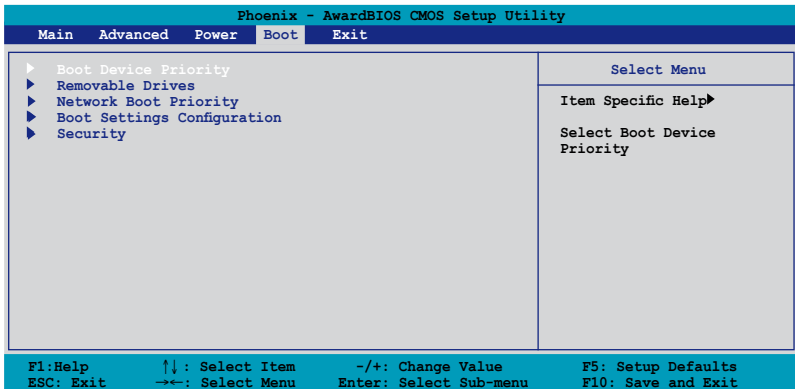 Phoenix - AwardBIOS CMOS Setup Utility
Main Advanced Power Boot Exit
Boot Device Priority
Removable Drives
Network Boot Priority
Boot Settings Configuration
Security
Select Menu
Item Specific Help▶
Select Boot Device
Priority
F1:Help ↑↓: Select Item -/+: Change Value F5: Setup Defaults
ESC: Exit →←: Select Menu Enter: Select Sub-menu F10: Save and Exit